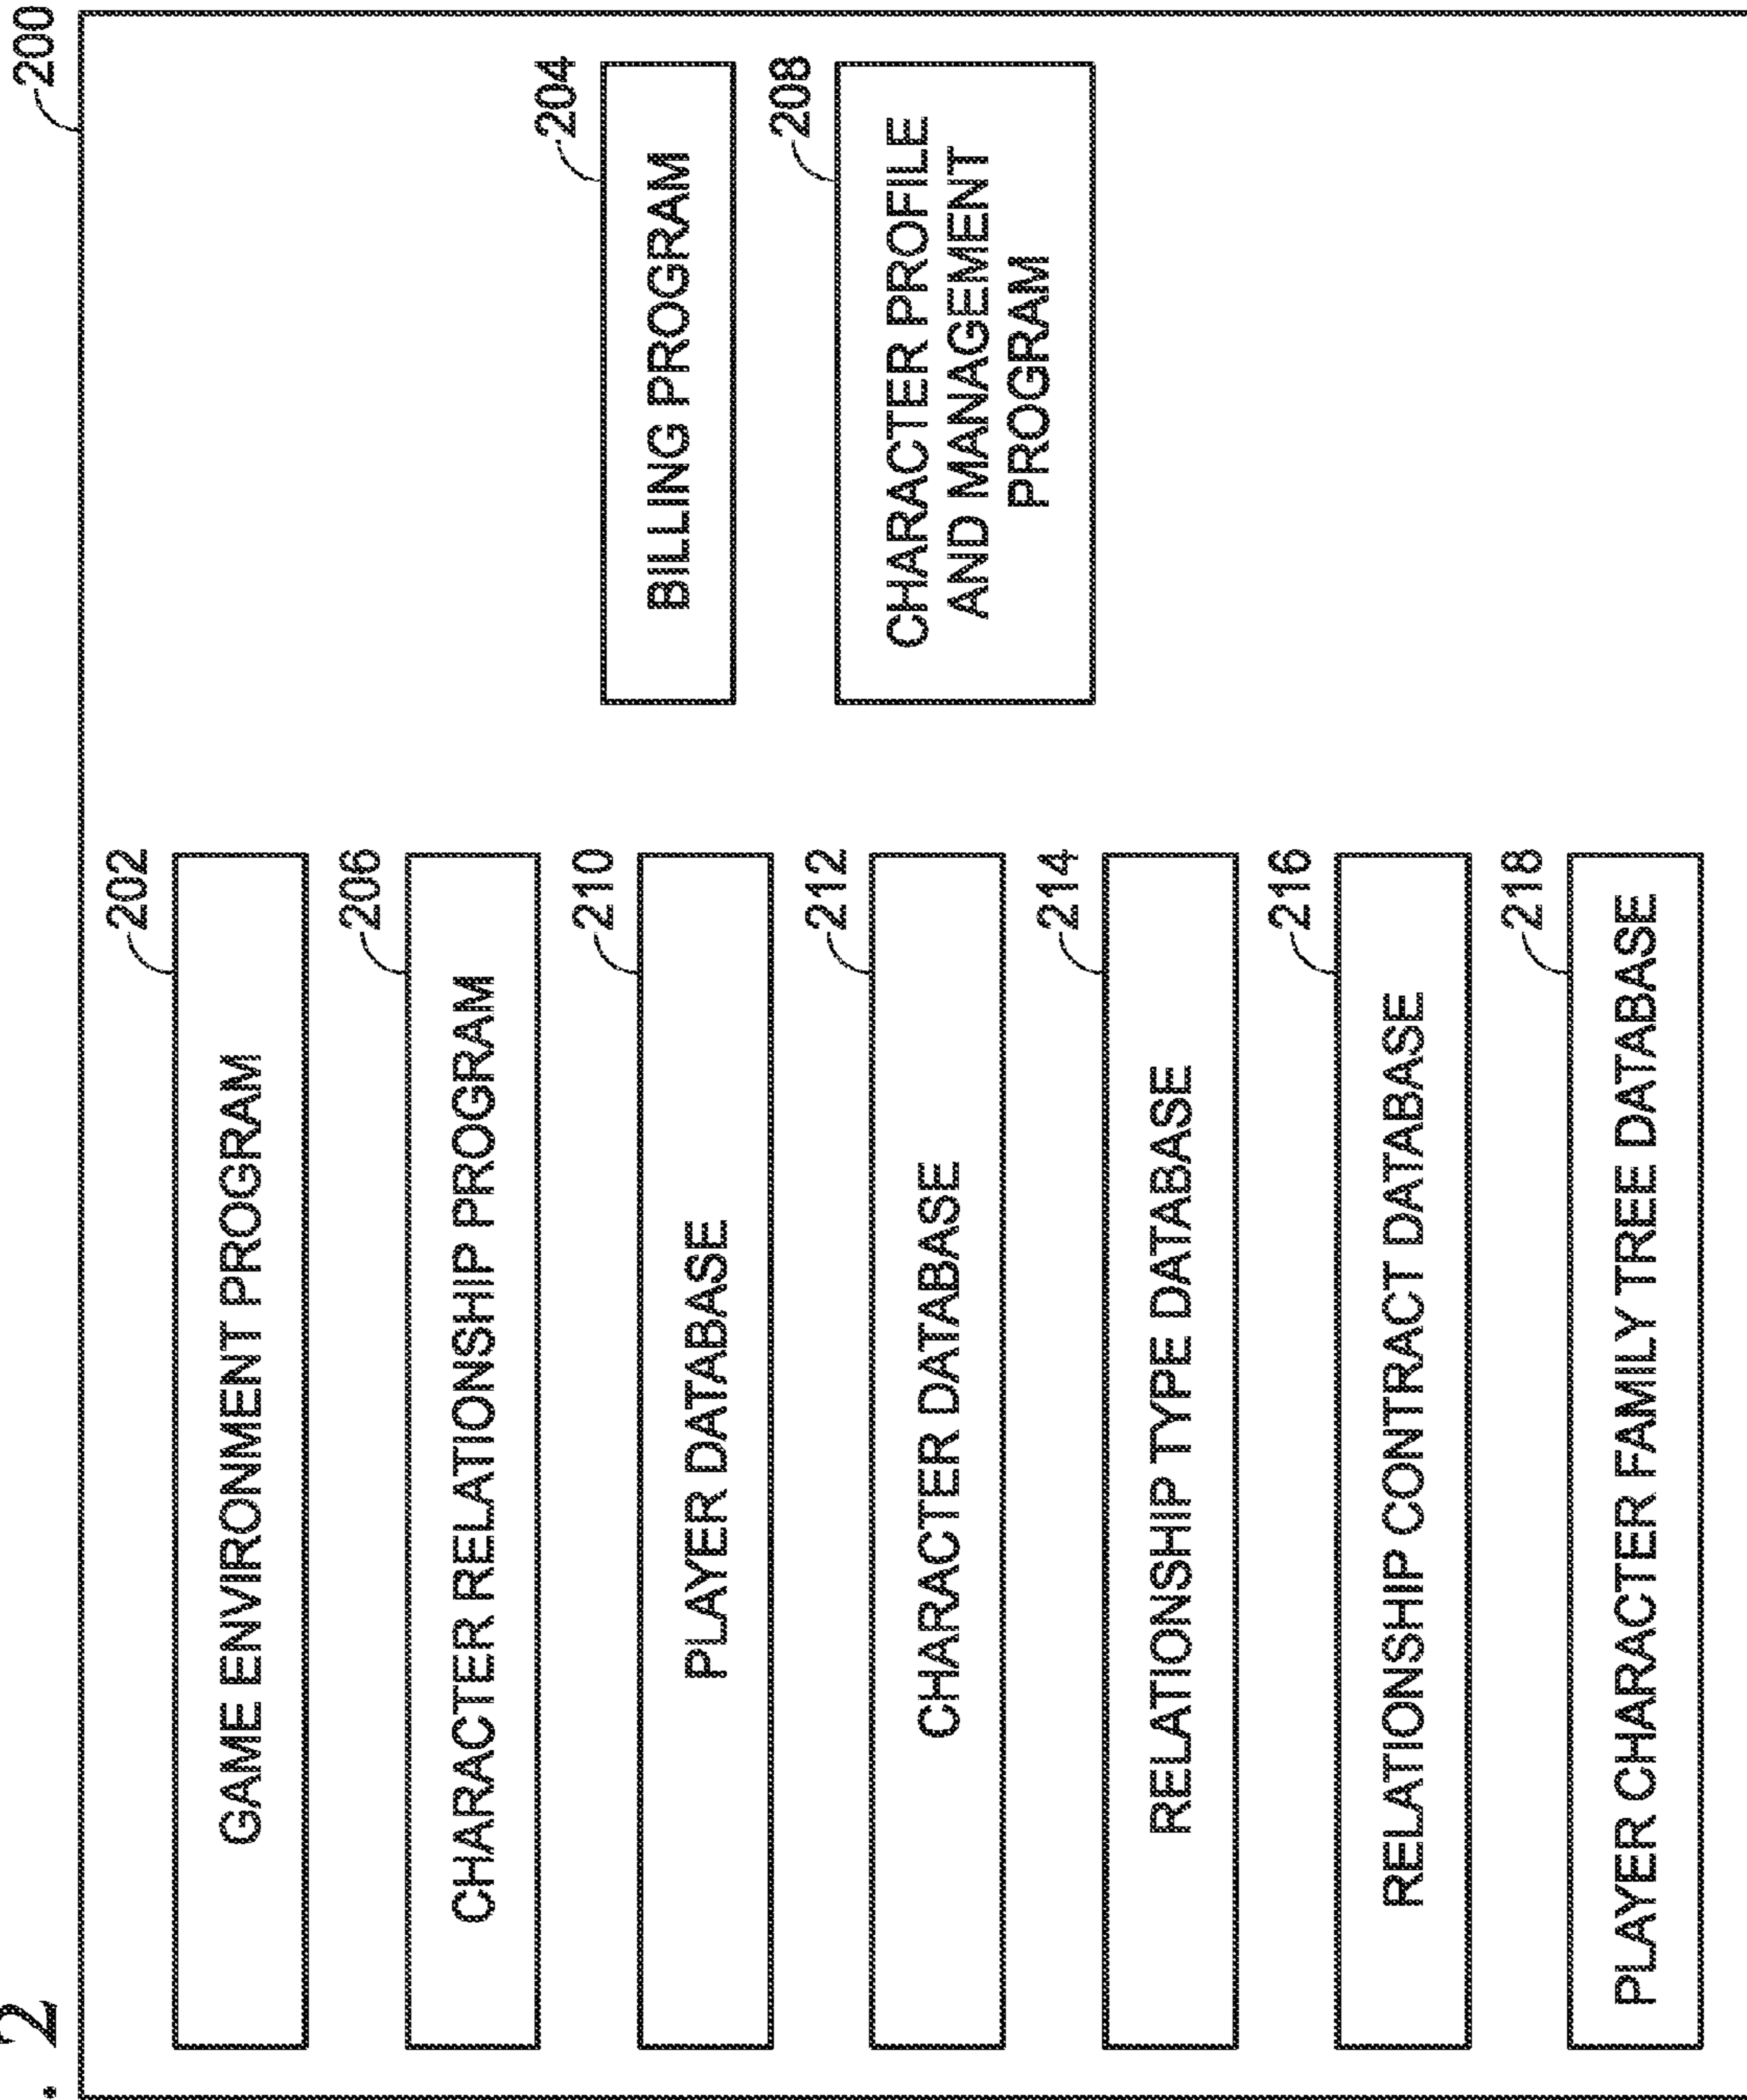 . 2
200
202
GAME ENVIRONMENT PROGRAM
204
BILLING PROGRAM
206
CHARACTER RELATIONSHIP PROGRAM
208
CHARACTER PROFILE
AND MANAGEMENT
PROGRAM
210
PLAYER DATABASE
212
CHARACTER DATABASE
214
RELATIONSHIP TYPE DATABASE
216
RELATIONSHIP CONTRACT DATABASE
218
PLAYER CHARACTER FAMILY TREE DATABASE